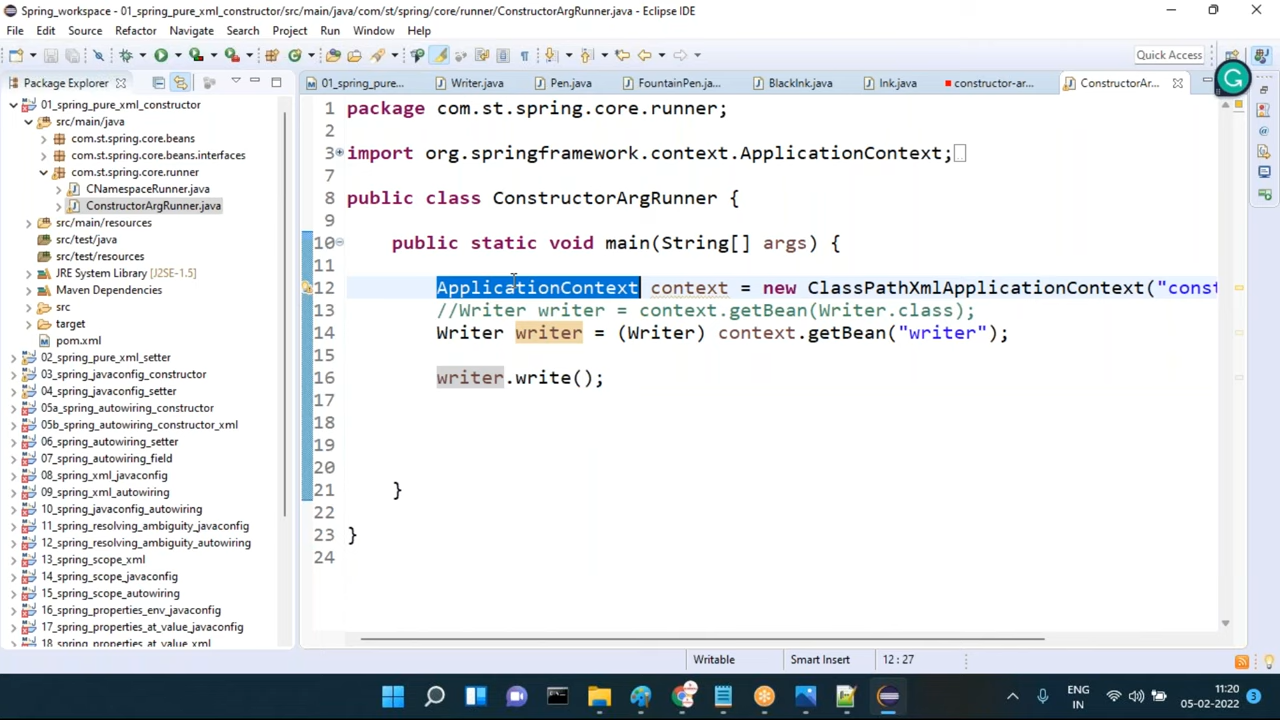 Spring_workspace - 01_spring_pure_xml_constructor/src/main/java/com/st/spring/core/runner/ConstructorArgRunner.java - Eclipse IDE
File Edit Source Refactor Navigate Search Project Run Window Help
Quick Access
Package Explorer
01_spring_pure... Writer.java Pen.java FountainPen.ja... BlackInk.java Ink.java constructor-ar... ConstructorAr...
01_spring_pure_xml_constructor
src/main/java
com.st.spring.core.beans
com.st.spring.core.beans.interfaces
com.st.spring.core.runner
CNamespaceRunner.java
ConstructorArgRunner.java
src/main/resources
src/test/java
src/test/resources
JRE System Library [J2SE-1.5]
Maven Dependencies
src
target
pom.xml
02_spring_pure_xml_setter
03_spring_javaconfig_constructor
04_spring_javaconfig_setter
05a_spring_autowiring_constructor
05b_spring_autowiring_constructor_xml
06_spring_autowiring_setter
07_spring_autowiring_field
08_spring_xml_javaconfig
09_spring_xml_autowiring
10_spring_javaconfig_autowiring
11_spring_resolving_ambiguity_javaconfig
12_spring_resolving_ambiguity_autowiring
13_spring_scope_xml
14_spring_scope_javaconfig
15_spring_scope_autowiring
16_spring_properties_env_javaconfig
17_spring_properties_at_value_javaconfig
18_spring_properties_at_value_xml
1 package com.st.spring.core.runner;
2
3 import org.springframework.context.ApplicationContext;
7
8 public class ConstructorArgRunner {
9
10 public static void main(String[] args) {
11
12 ApplicationContext context = new ClassPathXmlApplicationContext("const
13 //Writer writer = context.getBean(Writer.class);
14 Writer writer = (Writer) context.getBean("writer");
15
16 writer.write();
17
18
19
20
21 }
22
23 }
24
Writable Smart Insert 12 : 27
ENG
IN
11:20
05-02-2022
3